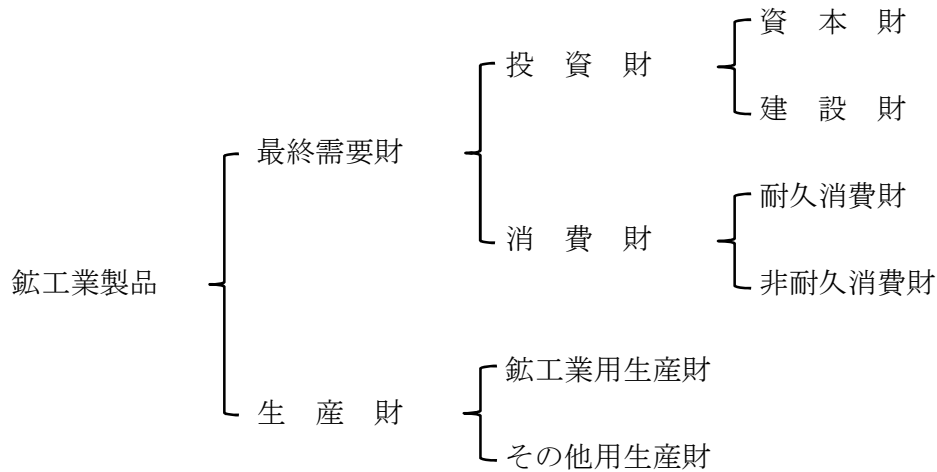 資 本 財
投 資 財
建 設 財
最終需要財
耐久消費財
消 費 財
非耐久消費財
鉱工業製品
鉱工業用生産財
生 産 財
その他用生産財